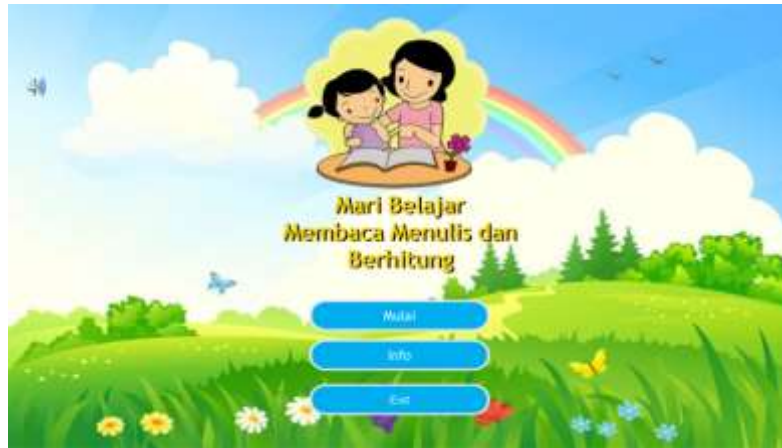 Mari Belajar
Membaca Menulis dan
Berhitung
Mulai
Info
Exit